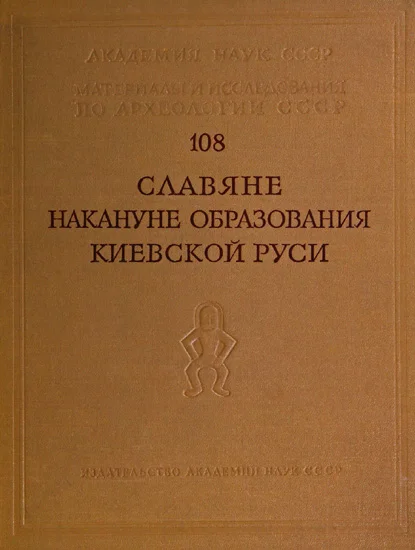 АКАДЕМИЯ НАУК СССР
МАТЕРИАЛЫ И ИССЛЕДОВАНИЯ
ПО АРХЕОЛОГИИ СССР
108
СЛАВЯНЕ
НАКАНУНЕ ОБРАЗОВАНИЯ
КИЕВСКОЙ РУСИ
ИЗДАТЕЛЬСТВО АКАДЕМИИ НАУК СССР